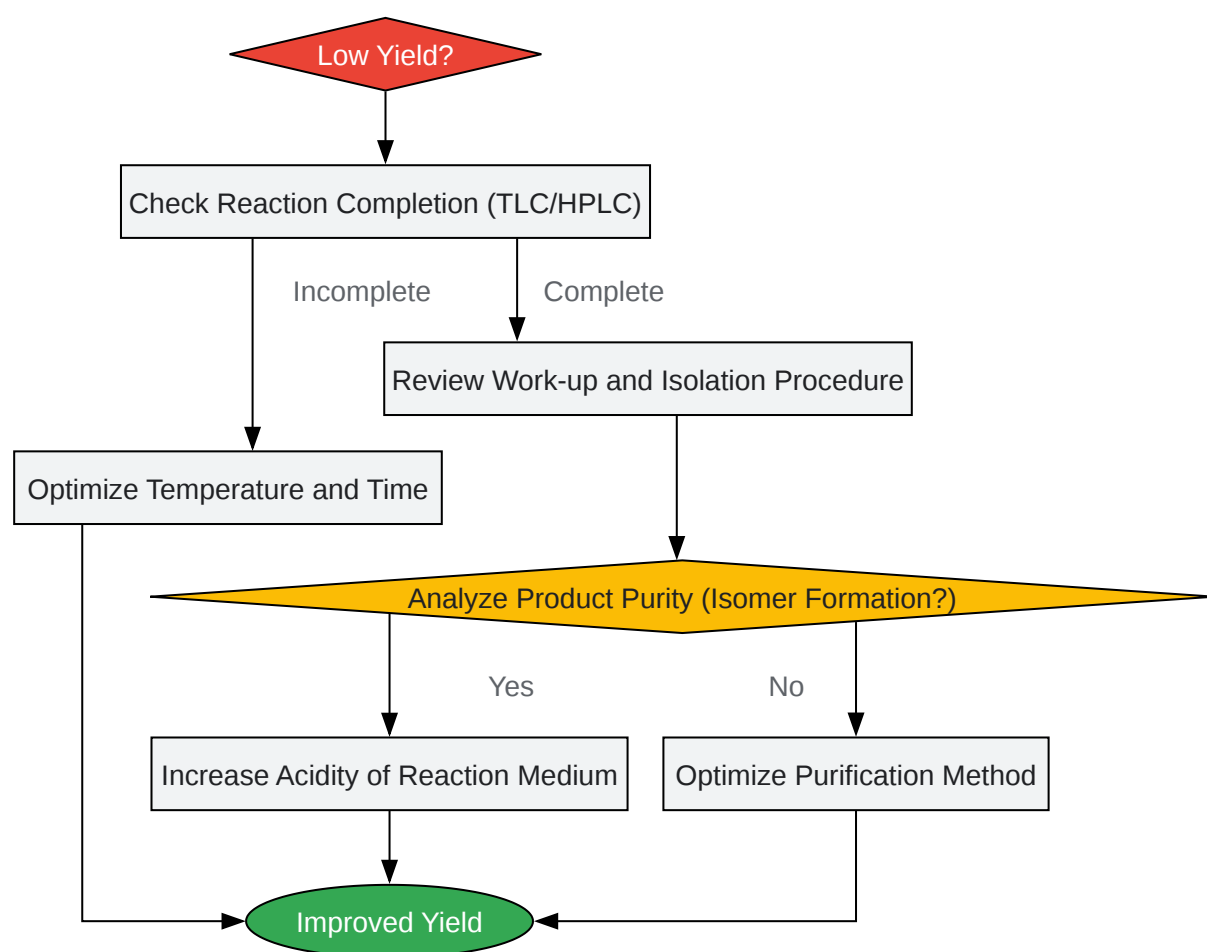 Low Yield?
Check Reaction Completion (TLC/HPLC)
Incomplete
Complete
Review Work-up and Isolation Procedure
Optimize Temperature and Time
Analyze Product Purity (Isomer Formation?)
Yes
No
Increase Acidity of Reaction Medium
Optimize Purification Method
Improved Yield